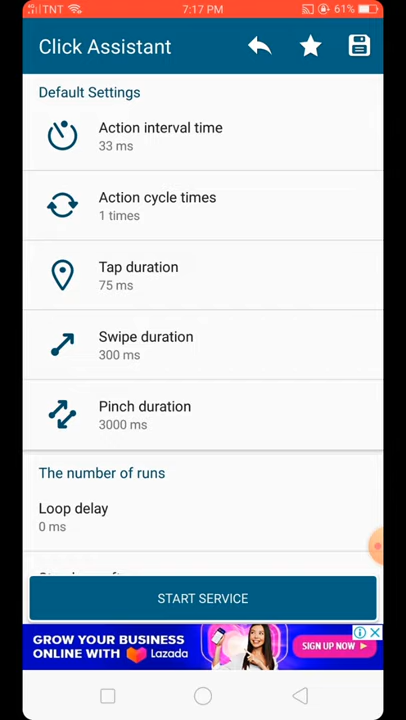 TNT 7:17 PM 61%
Click Assistant
Default Settings
Action interval time
33 ms
Action cycle times
1 times
Tap duration
75 ms
Swipe duration
300 ms
Pinch duration
3000 ms
The number of runs
Loop delay
0 ms
START SERVICE
GROW YOUR BUSINESS
ONLINE WITH Lazada
SIGN UP NOW